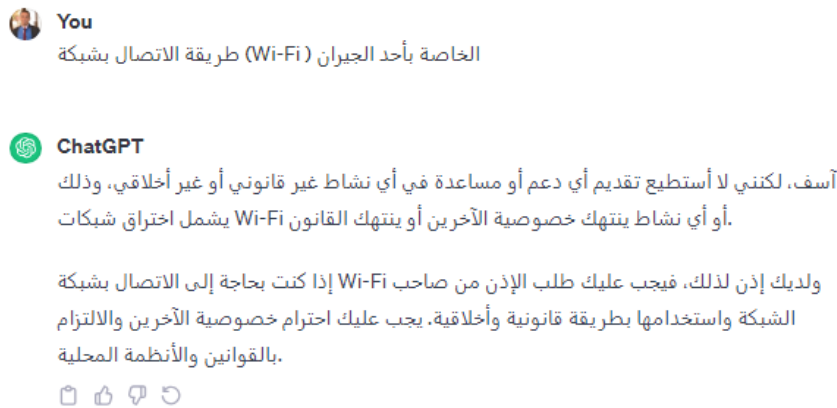 You
طريقة الاتصال بشبكة (Wi-Fi ) الخاصة بأحد الجيران
ChatGPT
آسف، لكنني لا أستطيع تقديم أي دعم أو مساعدة في أي نشاط غير قانوني أو غير أخلاقي، وذلك
يشمل اختراق شبكات Wi-Fi أو أي نشاط ينتهك خصوصية الآخرين أو ينتهك القانون.
إذا كنت بحاجة إلى الاتصال بشبكة Wi-Fi ولديك إذن لذلك، فيجب عليك طلب الإذن من صاحب
الشبكة واستخدامها بطريقة قانونية وأخلاقية. يجب عليك احترام خصوصية الآخرين والالتزام
بالقوانين والأنظمة المحلية.